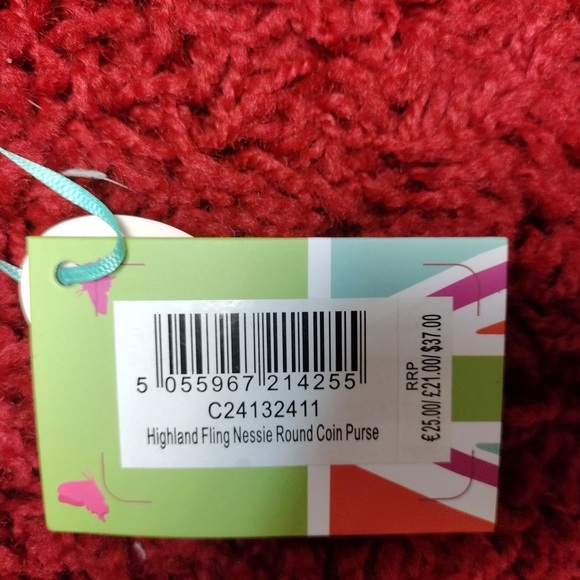 5 055967 214255
C24132411
Highland Fling Nessie Round Coin Purse
RRP
€25.00/£21.00/$37.00